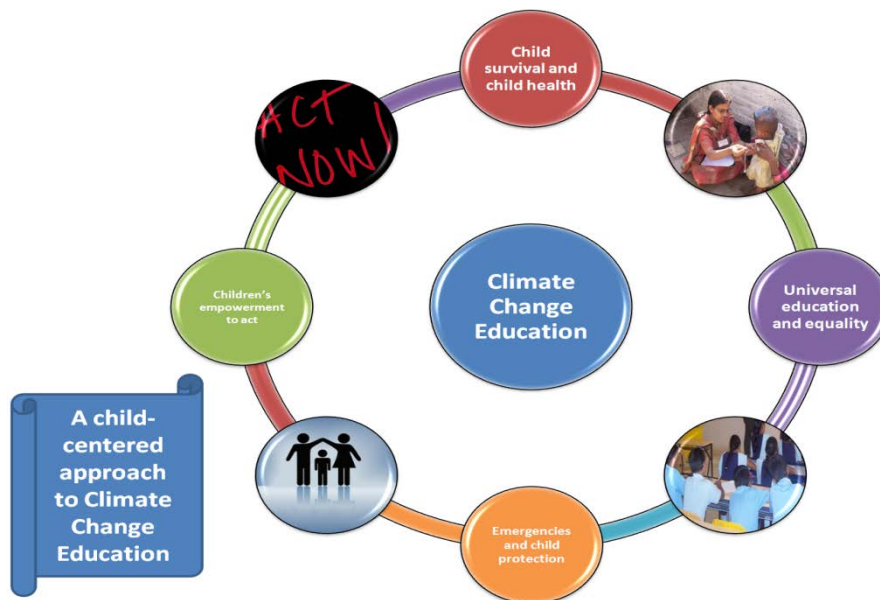 Child
survival and
child health
ACT
NOW!
Children's
empowerment
to act
Climate
Change
Education
Universal
education
and equality
A child-
centered
approach
to Climate
Change
Education
Emergencies
and child
protection